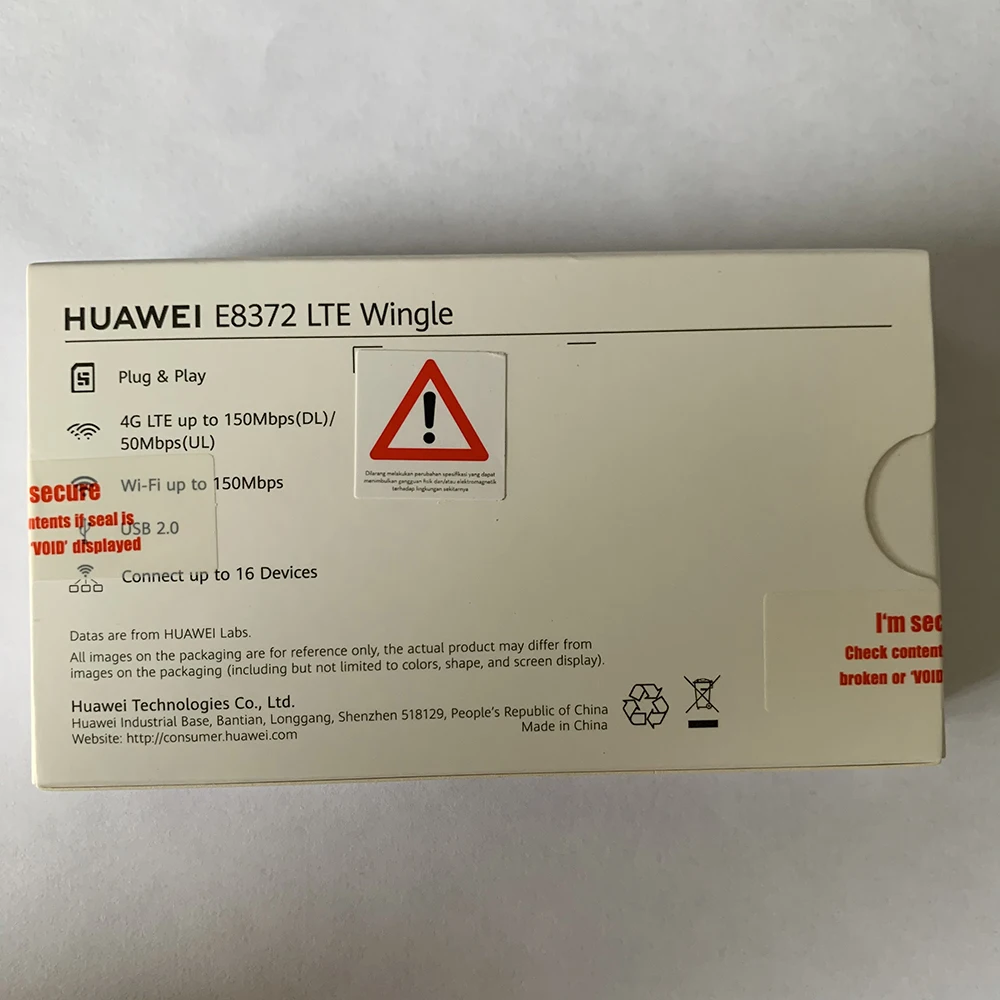 HUAWEI E8372 LTE Wingle
Plug & Play
4G LTE up to 150Mbps(DL)/
50Mbps(UL)
Wi-Fi up to 150Mbps
USB 2.0
Connect up to 16 Devices
Dilarang melakukan perubahan spesifikasi yang dapat
menimbulkan gangguan fisik dan/atau elektromagnetik
terhadap lingkungan sekitarnya
secure
ntents if seal is
'VOID' displayed
Datas are from HUAWEI Labs.
All images on the packaging are for reference only, the actual product may differ from
images on the packaging (including but not limited to colors, shape, and screen display).
Huawei Technologies Co., Ltd.
Huawei Industrial Base, Bantian, Longgang, Shenzhen 518129, People's Republic of China
Website: http://consumer.huawei.com
Made in China
I'm sec
Check content
broken or 'VOID